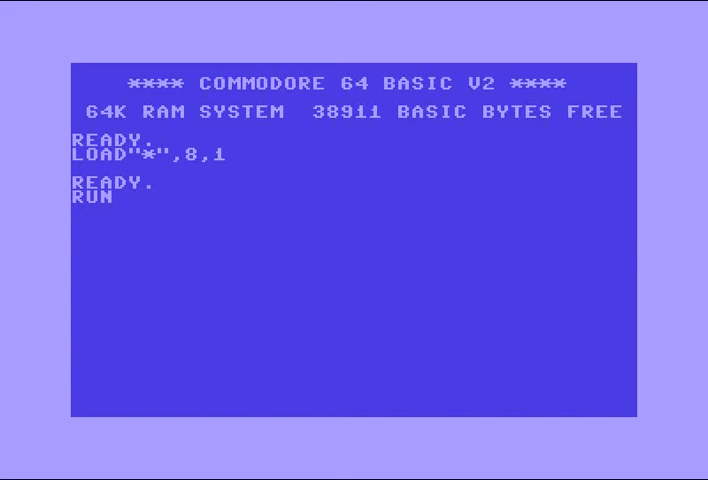 **** COMMODORE 64 BASIC V2 ****
64K RAM SYSTEM  38911 BASIC BYTES FREE
READY.
LOAD"*",8,1
READY.
RUN